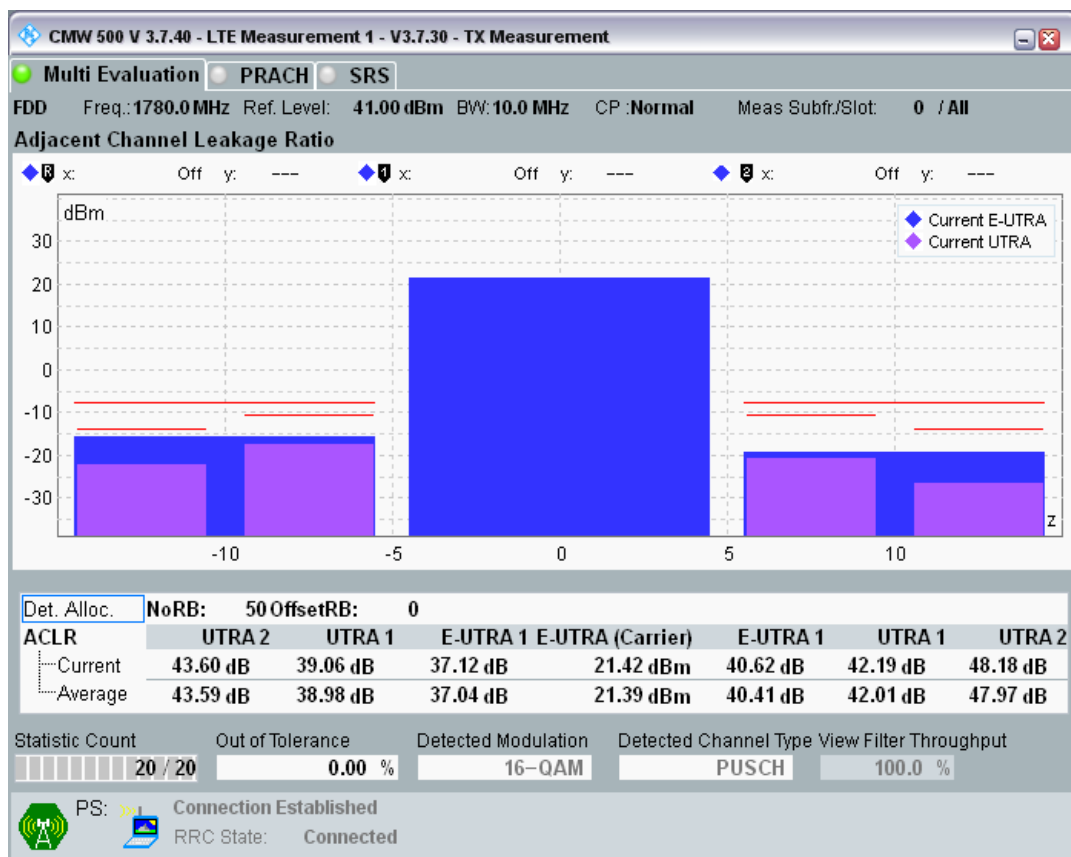 CMW 500 V 3.7.40 - LTE Measurement 1 - V3.7.30 - TX Measurement
Multi Evaluation PRACH SRS
FDD Freq.: 1780.0 MHz Ref. Level: 41.00 dBm BW: 10.0 MHz CP :Normal Meas Subfr./Slot: 0 / All
Adjacent Channel Leakage Ratio
R x: Off y: --- 1 x: Off y: --- 2 x: Off y: ---
dBm
Current E-UTRA
Current UTRA
30
20
10
0
-10
-20
-30
z
-10 -5 0 5 10
Det. Alloc. NoRB: 50 OffsetRB: 0
ACLR UTRA 2 UTRA 1 E-UTRA 1 E-UTRA (Carrier) E-UTRA 1 UTRA 1 UTRA 2
Current 43.60 dB 39.06 dB 37.12 dB 21.42 dBm 40.62 dB 42.19 dB 48.18 dB
Average 43.59 dB 38.98 dB 37.04 dB 21.39 dBm 40.41 dB 42.01 dB 47.97 dB
Statistic Count Out of Tolerance Detected Modulation Detected Channel Type View Filter Throughput
20 / 20 0.00 % 16-QAM PUSCH 100.0 %
PS: Connection Established
RRC State: Connected